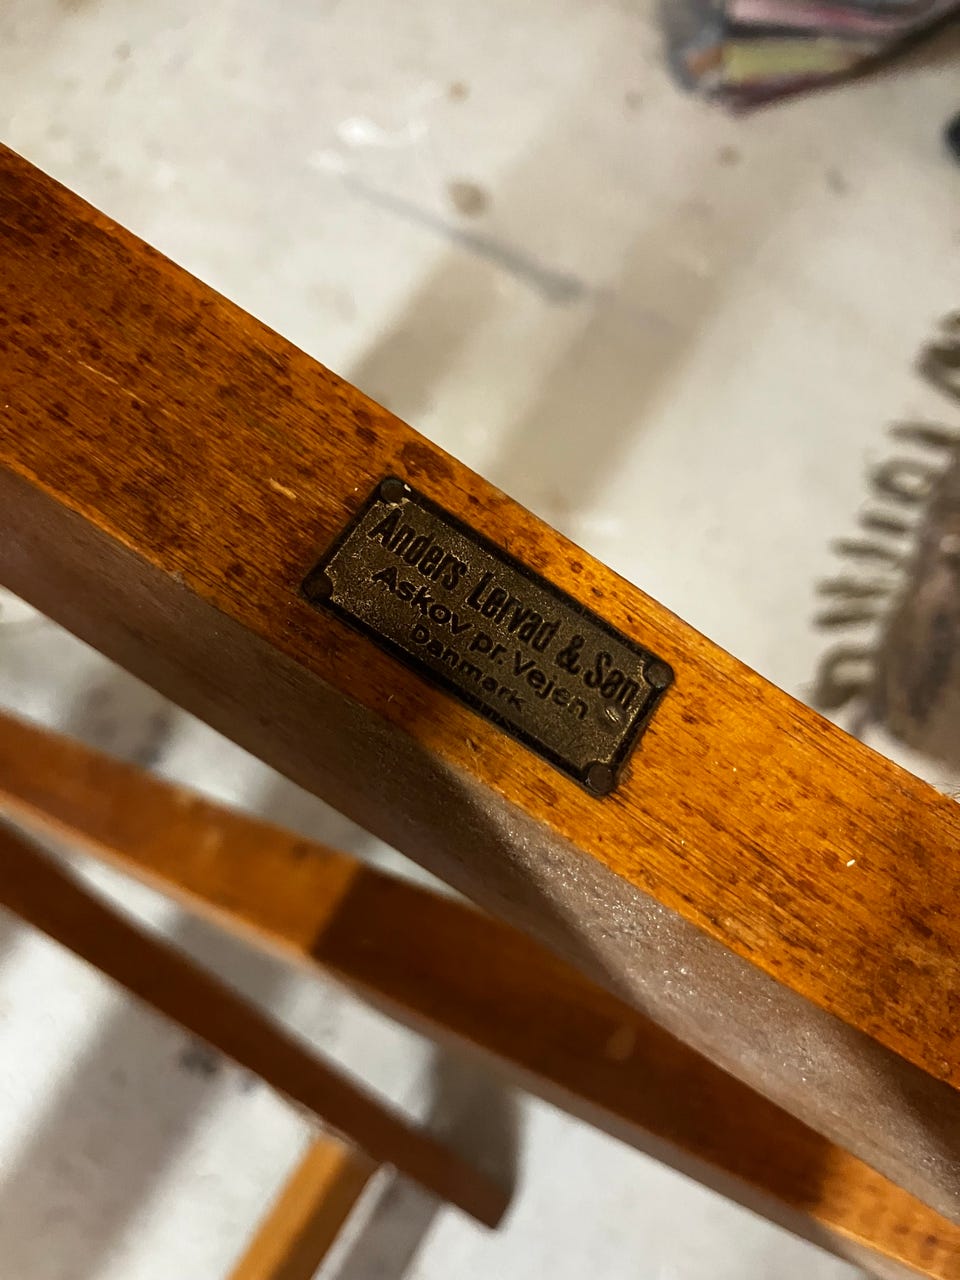 Anders Lervad & Søn
Askov pr. Vejen
Danmark